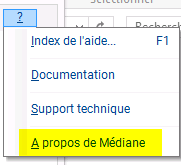 Sélectionner
?
Recherche
Index de l'aide... F1
Documentation
Support technique
A propos de Médiane